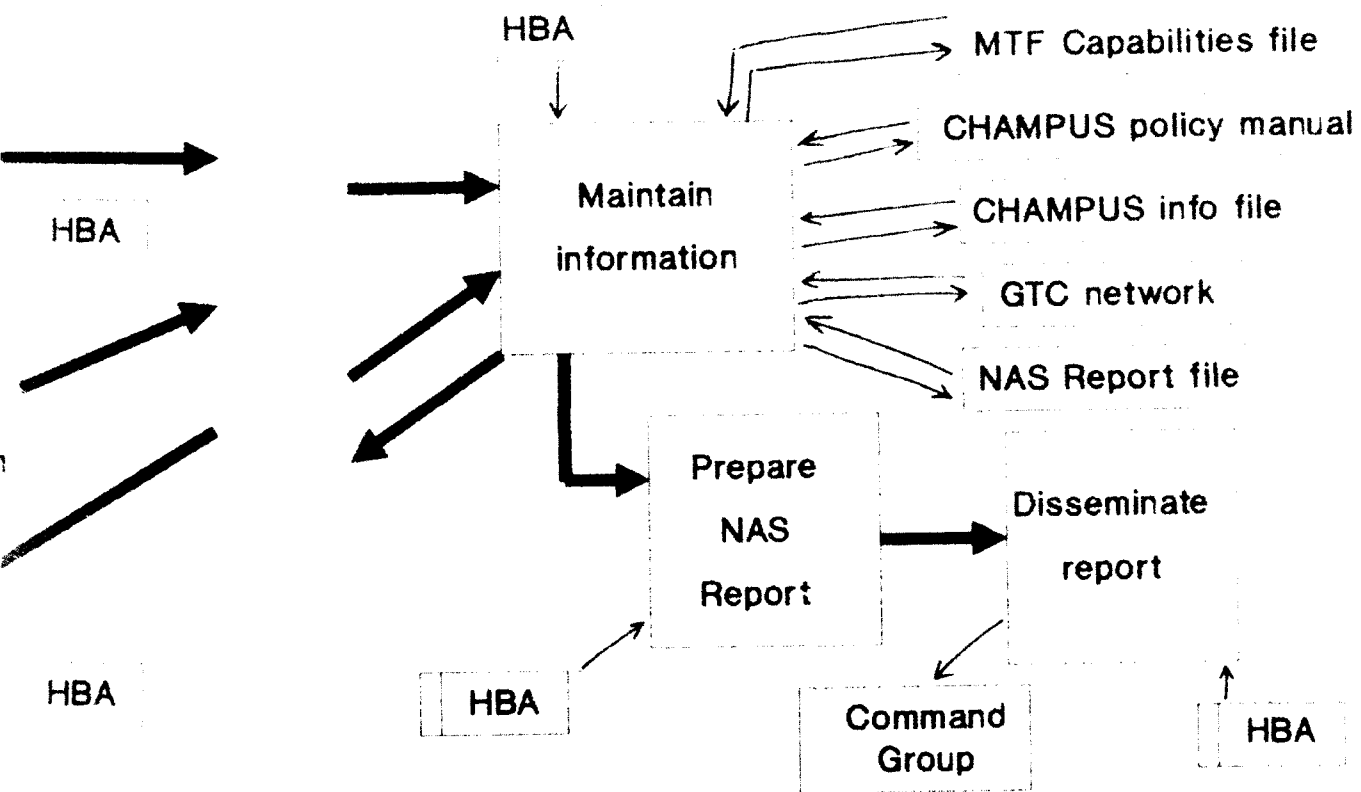 HBA
MTF Capabilities file
CHAMPUS policy manual
Maintain
information
HBA
CHAMPUS info file
GTC network
NAS Report file
Prepare
NAS
Report
Disseminate
report
HBA
HBA
Command
Group
HBA